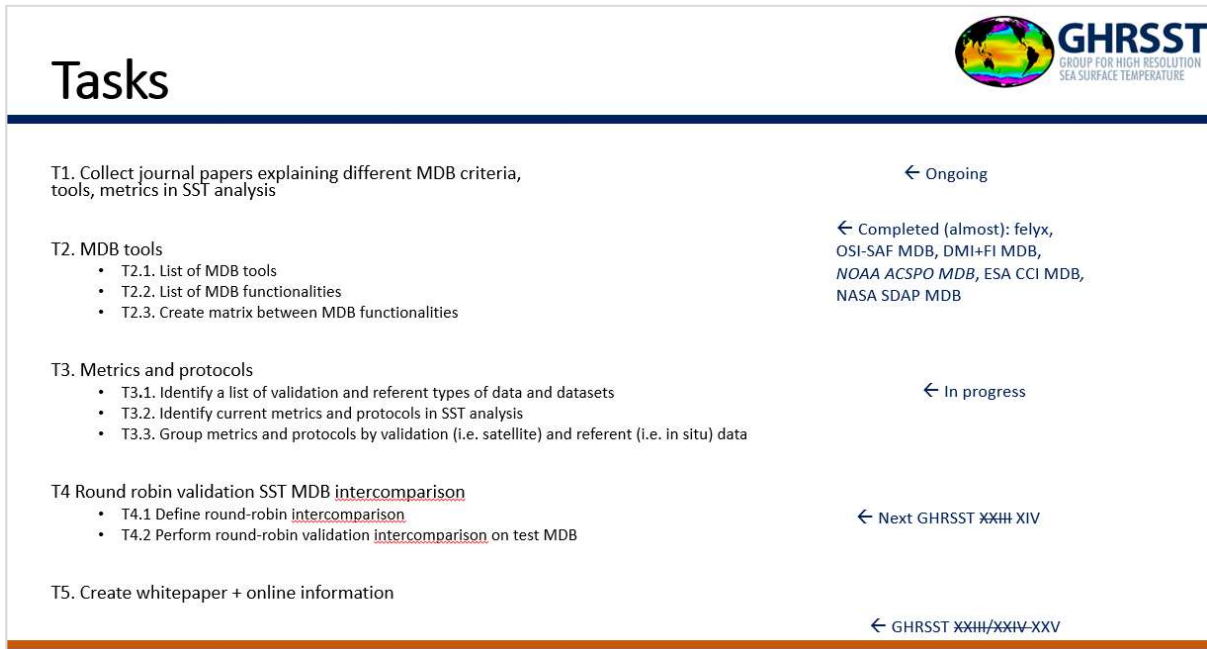 Tasks
GHRSST
GROUP FOR HIGH RESOLUTION
SEA SURFACE TEMPERATURE
T1. Collect journal papers explaining different MDB criteria,
tools, metrics in SST analysis
← Ongoing
T2. MDB tools
• T2.1. List of MDB tools
• T2.2. List of MDB functionalities
• T2.3. Create matrix between MDB functionalities
← Completed (almost): felyx,
OSI-SAF MDB, DMI+FI MDB,
NOAA ACSPO MDB, ESA CCI MDB,
NASA SDAP MDB
T3. Metrics and protocols
• T3.1. Identify a list of validation and referent types of data and datasets
• T3.2. Identify current metrics and protocols in SST analysis
• T3.3. Group metrics and protocols by validation (i.e. satellite) and referent (i.e. in situ) data
← In progress
T4 Round robin validation SST MDB intercomparison
• T4.1 Define round-robin intercomparison
• T4.2 Perform round-robin validation intercomparison on test MDB
← Next GHRSST XXIII XIV
T5. Create whitepaper + online information
← GHRSST XXIII/XXIV XXV